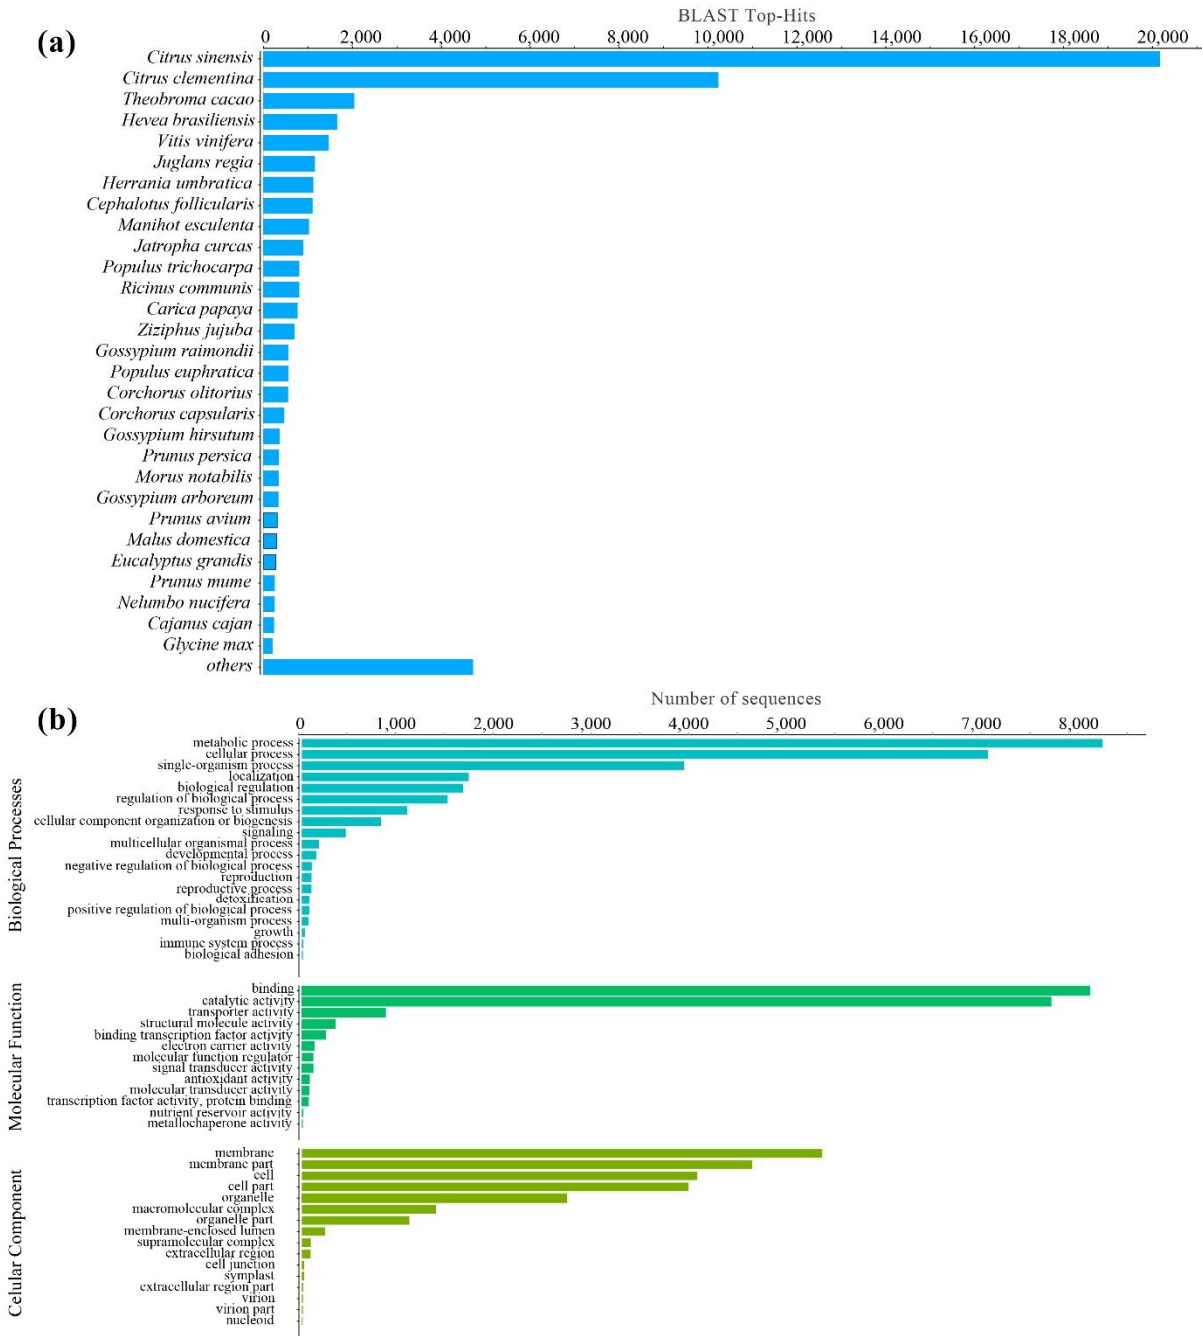 (a)
BLAST Top-Hits
0 2,000 4,000 6,000 8,000 10,000 12,000 14,000 16,000 18,000 20,000
Citrus sinensis
Citrus clementina
Theobroma cacao
Hevea brasiliensis
Vitis vinifera
Juglans regia
Herrania umbratica
Cephalotus follicularis
Manihot esculenta
Jatropha curcas
Populus trichocarpa
Ricinus communis
Carica papaya
Ziziphus jujuba
Gossypium raimondii
Populus euphratica
Corchorus olitorius
Corchorus capsularis
Gossypium hirsutum
Prunus persica
Morus notabilis
Gossypium arboreum
Prunus avium
Malus domestica
Eucalyptus grandis
Prunus mume
Nelumbo nucifera
Cajanus cajan
Glycine max
others
(b)
Number of sequences
0 1,000 2,000 3,000 4,000 5,000 6,000 7,000 8,000
Biological Processes
metabolic process
cellular process
single-organism process
localization
biological regulation
regulation of biological process
response to stimulus
cellular component organization or biogenesis
signaling
multicellular organismal process
developmental process
negative regulation of biological process
reproduction
reproductive process
detoxification
positive regulation of biological process
multi-organism process
growth
immune system process
biological adhesion
Molecular Function
binding
catalytic activity
transporter activity
structural molecule activity
binding transcription factor activity
electron carrier activity
molecular function regulator
signal transducer activity
antioxidant activity
molecular transducer activity
transcription factor activity, protein binding
nutrient reservoir activity
metallochaperone activity
Celular Component
membrane
membrane part
cell
cell part
organelle
macromolecular complex
organelle part
membrane-enclosed lumen
supramolecular complex
extracellular region
cell junction
symplast
extracellular region part
virion
virion part
nucleoid